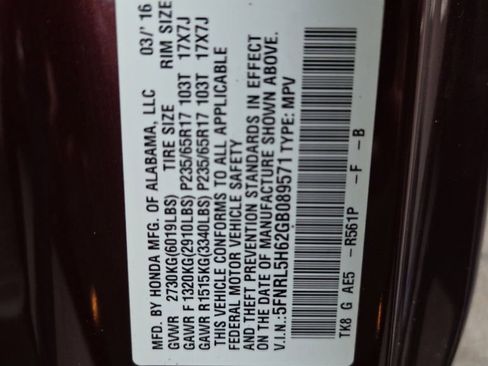 MFD. BY HONDA MFG. OF ALABAMA, LLC 03/' 16
GVWR 2730KG(6019LBS) TIRE SIZE RIM SIZE
GAWR F 1320KG(2910LBS) P235/65R17 103T 17X7J
GAWR R1515KG(3340LBS) P235/65R17 103T 17X7J
THIS VEHICLE CONFORMS TO ALL APPLICABLE
FEDERAL MOTOR VEHICLE SAFETY
AND THEFT PREVENTION STANDARDS IN EFFECT
ON THE DATE OF MANUFACTURE SHOWN ABOVE.
V.I.N.: 5FNRL5H62GB089571 TYPE: MPV
TK8 G AE5 - R561P - F - B